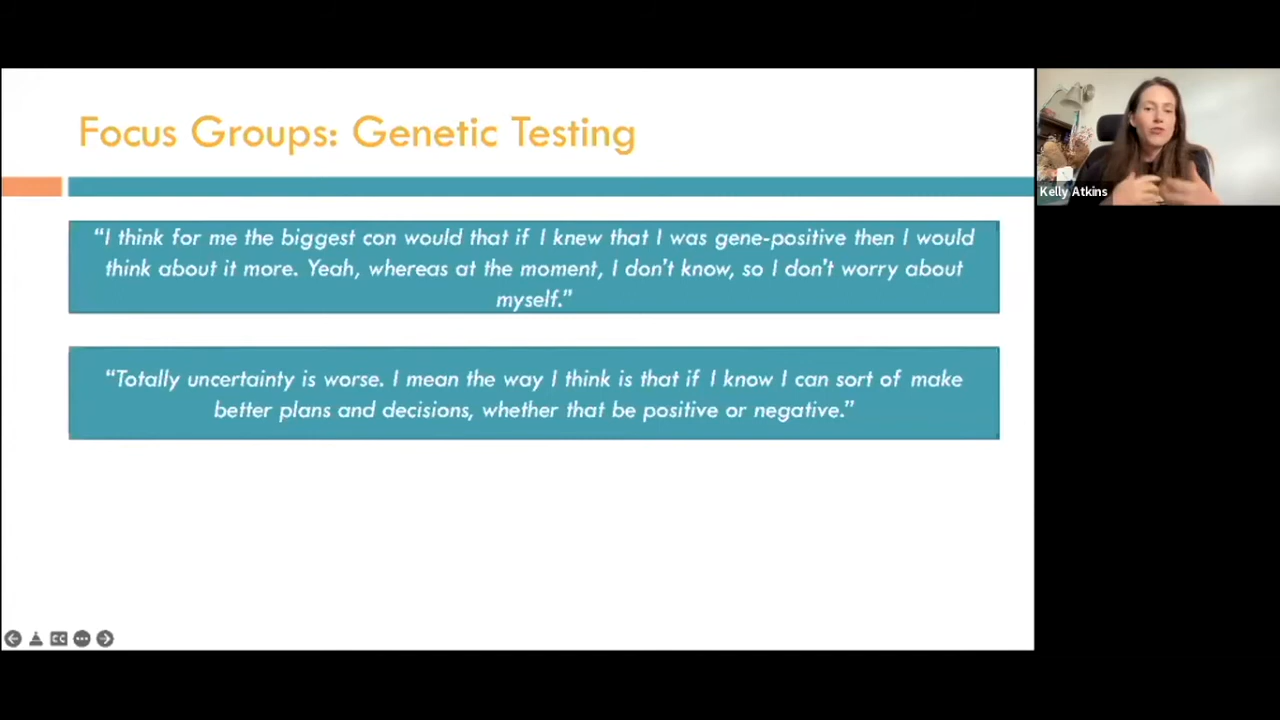 Focus Groups: Genetic Testing
Kelly Atkins
“I think for me the biggest con would that if I knew that I was gene-positive then I would
think about it more. Yeah, whereas at the moment, I don’t know, so I don’t worry about
myself.”
“Totally uncertainty is worse. I mean the way I think is that if I know I can sort of make
better plans and decisions, whether that be positive or negative.”
CC